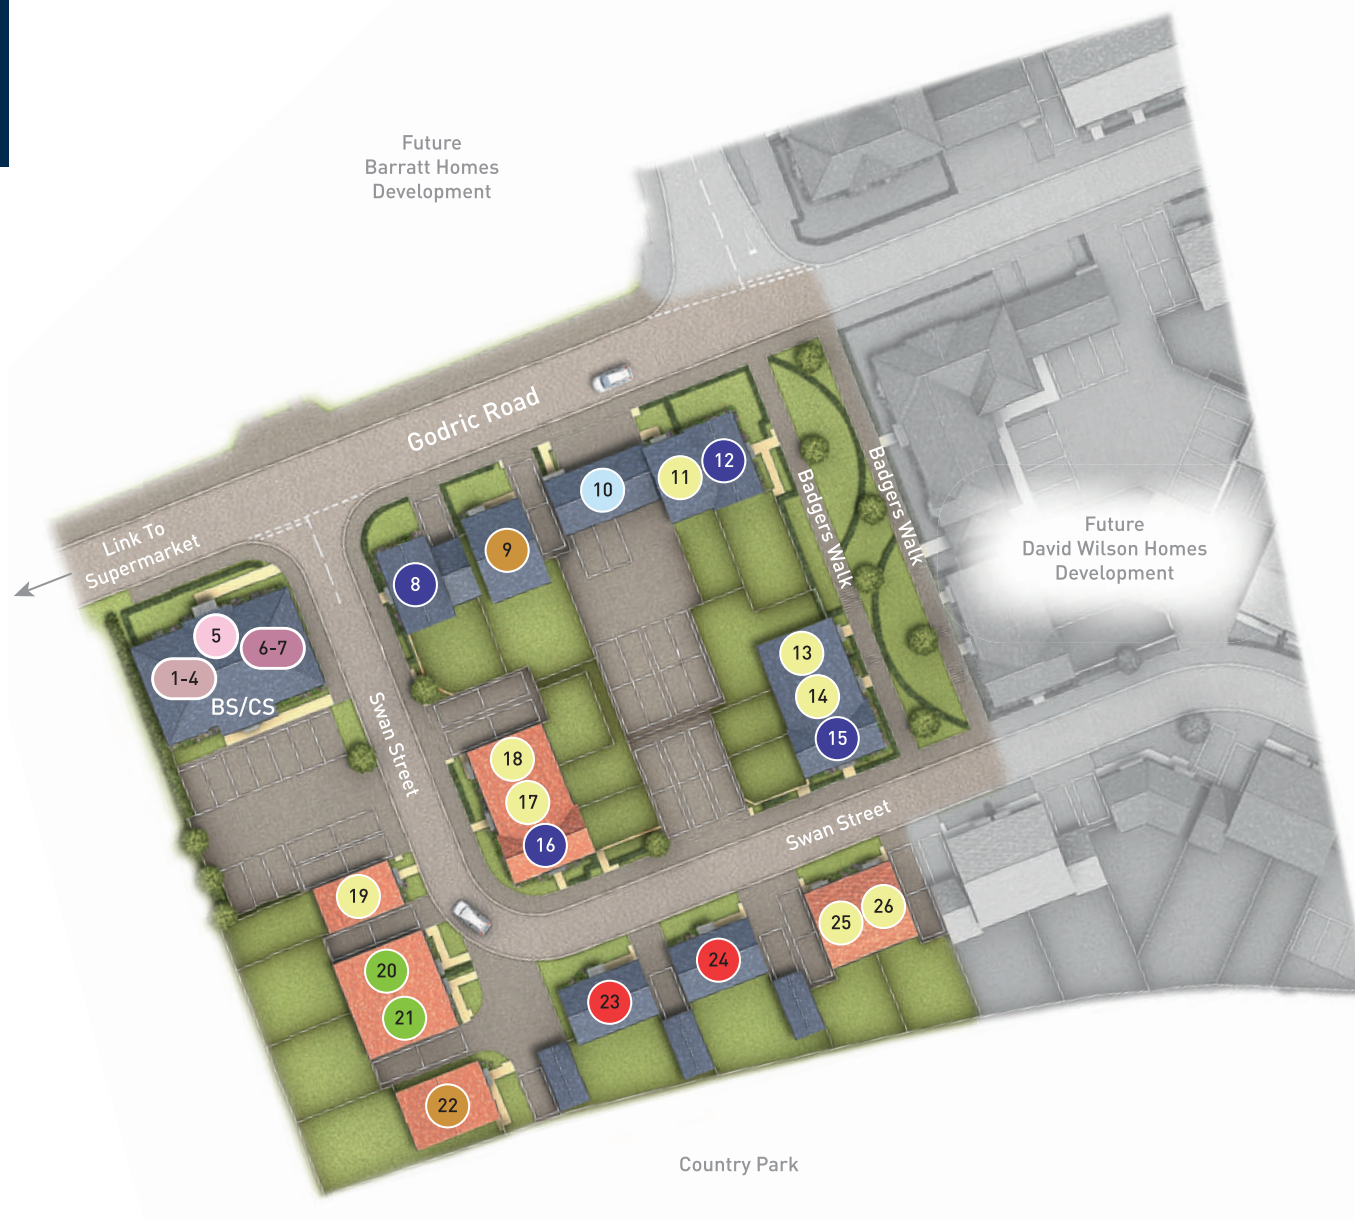 Future
Barratt Homes
Development
Godric Road
Link To
Supermarket
12
11
10
9
8
Badgers Walk
Badgers Walk
Future
David Wilson Homes
Development
5
6-7
1-4
BS/CS
Swan Street
13
14
15
18
17
16
Swan Street
19
20
21
22
23
24
25
26
Country Park